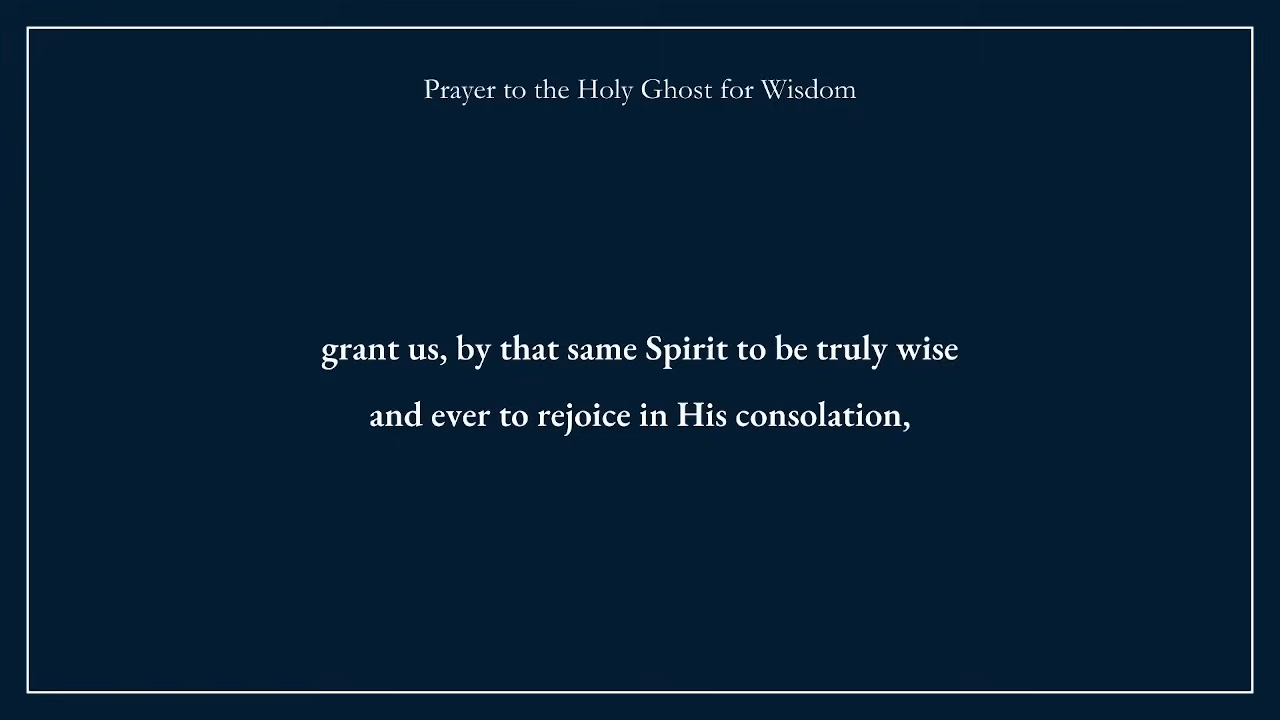 Prayer to the Holy Ghost for Wisdom
grant us, by that same Spirit to be truly wise
and ever to rejoice in His consolation,